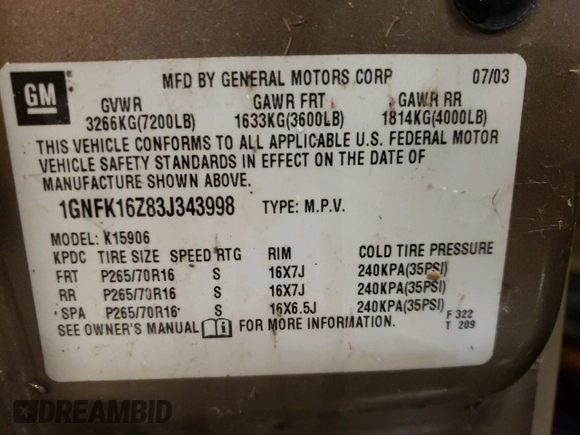 GM
MFD BY GENERAL MOTORS CORP 07/03
GVWR GAWR FRT GAWR RR
3266KG(7200LB) 1633KG(3600LB) 1814KG(4000LB)
THIS VEHICLE CONFORMS TO ALL APPLICABLE U.S. FEDERAL MOTOR
VEHICLE SAFETY STANDARDS IN EFFECT ON THE DATE OF
MANUFACTURE SHOWN ABOVE.
1GNFK16Z83J343998 TYPE: M.P.V.
MODEL: K15906
KPDC TIRE SIZE SPEED RTG RIM COLD TIRE PRESSURE
FRT P265/70R16 S 16X7J 240KPA(35PSI)
RR P265/70R16 S 16X7J 240KPA(35PSI)
SPA P265/70R16 S 16X6.5J 240KPA(35PSI)
SEE OWNER'S MANUAL FOR MORE INFORMATION F 322
T 209
DREAMBID